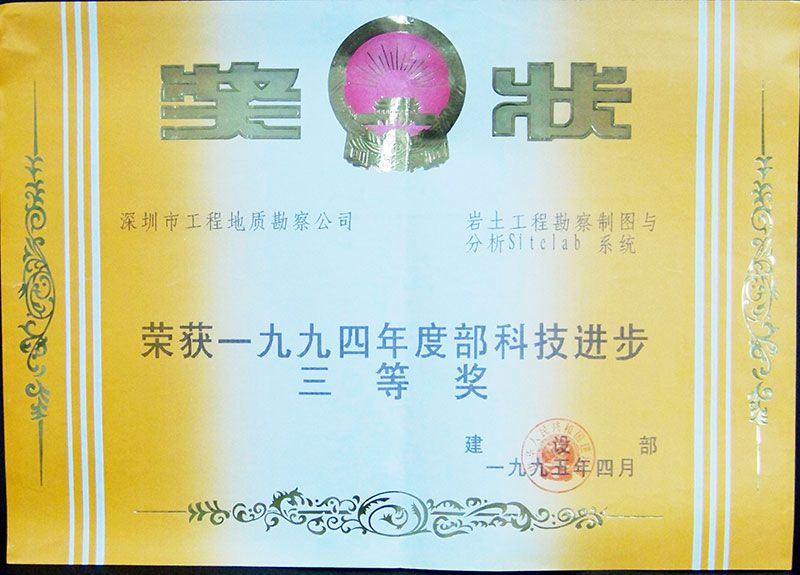 奖状
深圳市工程地质勘察公司
岩土工程勘察制图与
分析Sitelab 系统
荣获一九九四年度部科技进步
三等奖
建设部
一九九五年四月